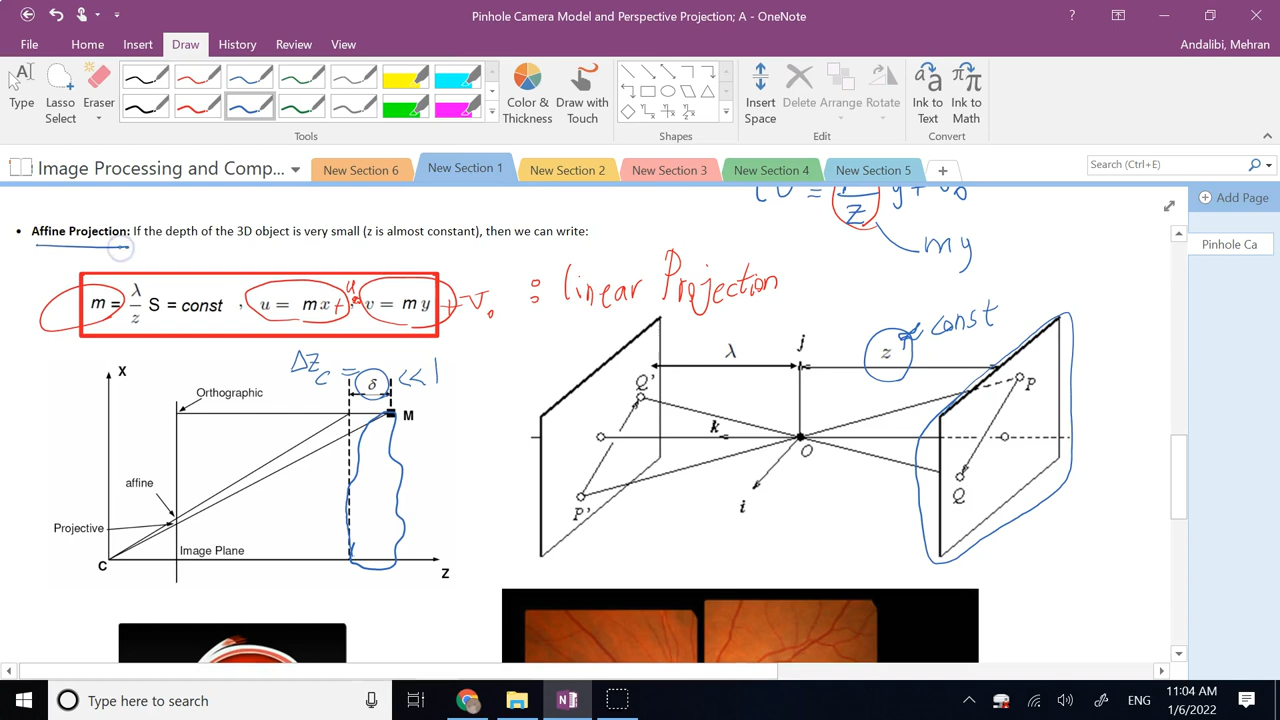 Pinhole Camera Model and Perspective Projection; A - OneNote
File Home Insert Draw History Review View
Andalibi, Mehran
Type Lasso Select Eraser
Color & Thickness Draw with Touch
Insert Space Delete Arrange Rotate
Ink to Text Ink to Math
Tools Shapes Edit Convert
Image Processing and Comp...
New Section 6 New Section 1 New Section 2 New Section 3 New Section 4 New Section 5
Search (Ctrl+E)
Add Page
Pinhole Ca
z
my
• Affine Projection: If the depth of the 3D object is very small (z is almost constant), then we can write:
m = λ/z S = const , u = m x + u₀ , v = m y + v₀ : linear Projection
Δz_c = δ << 1
X
Orthographic
M
affine
Projective
Image Plane
C
Z
λ
j
z ≈ const
Q'
P
k
O
Q
i
P'
Type here to search
ENG
11:04 AM
1/6/2022